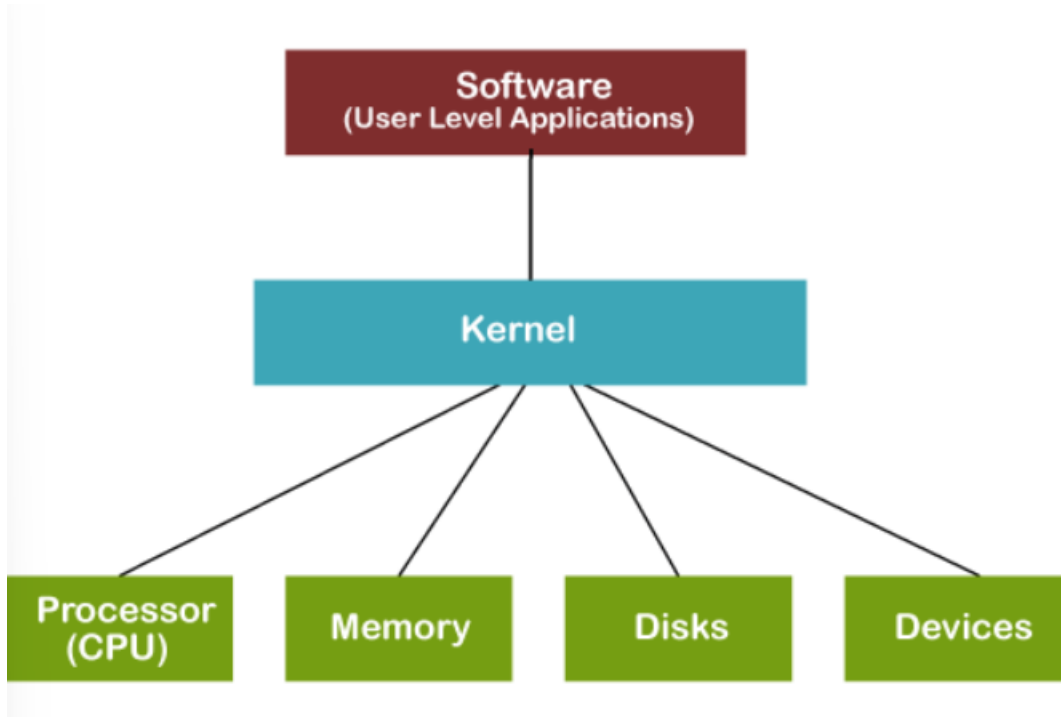 Software
(User Level Applications)
Kernel
Processor
(CPU)
Memory
Disks
Devices